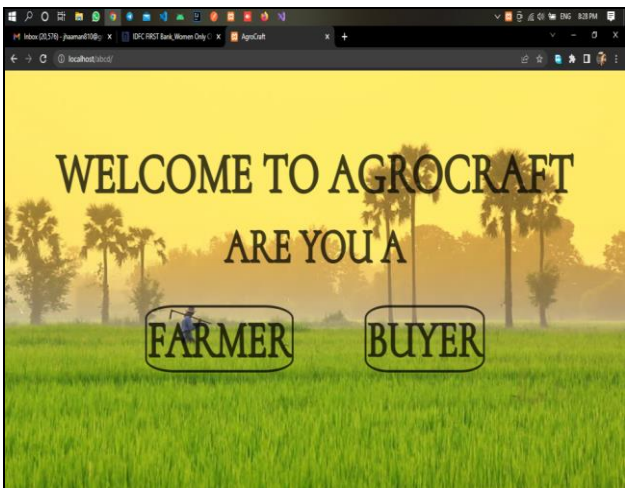 ENG 8:23 PM
Inbox (20,576) - jhaaman810@g
IDFC FIRST Bank, Women Only C
AgroCraft
localhost/abcd/
WELCOME TO AGROCRAFT
ARE YOU A
FARMER BUYER